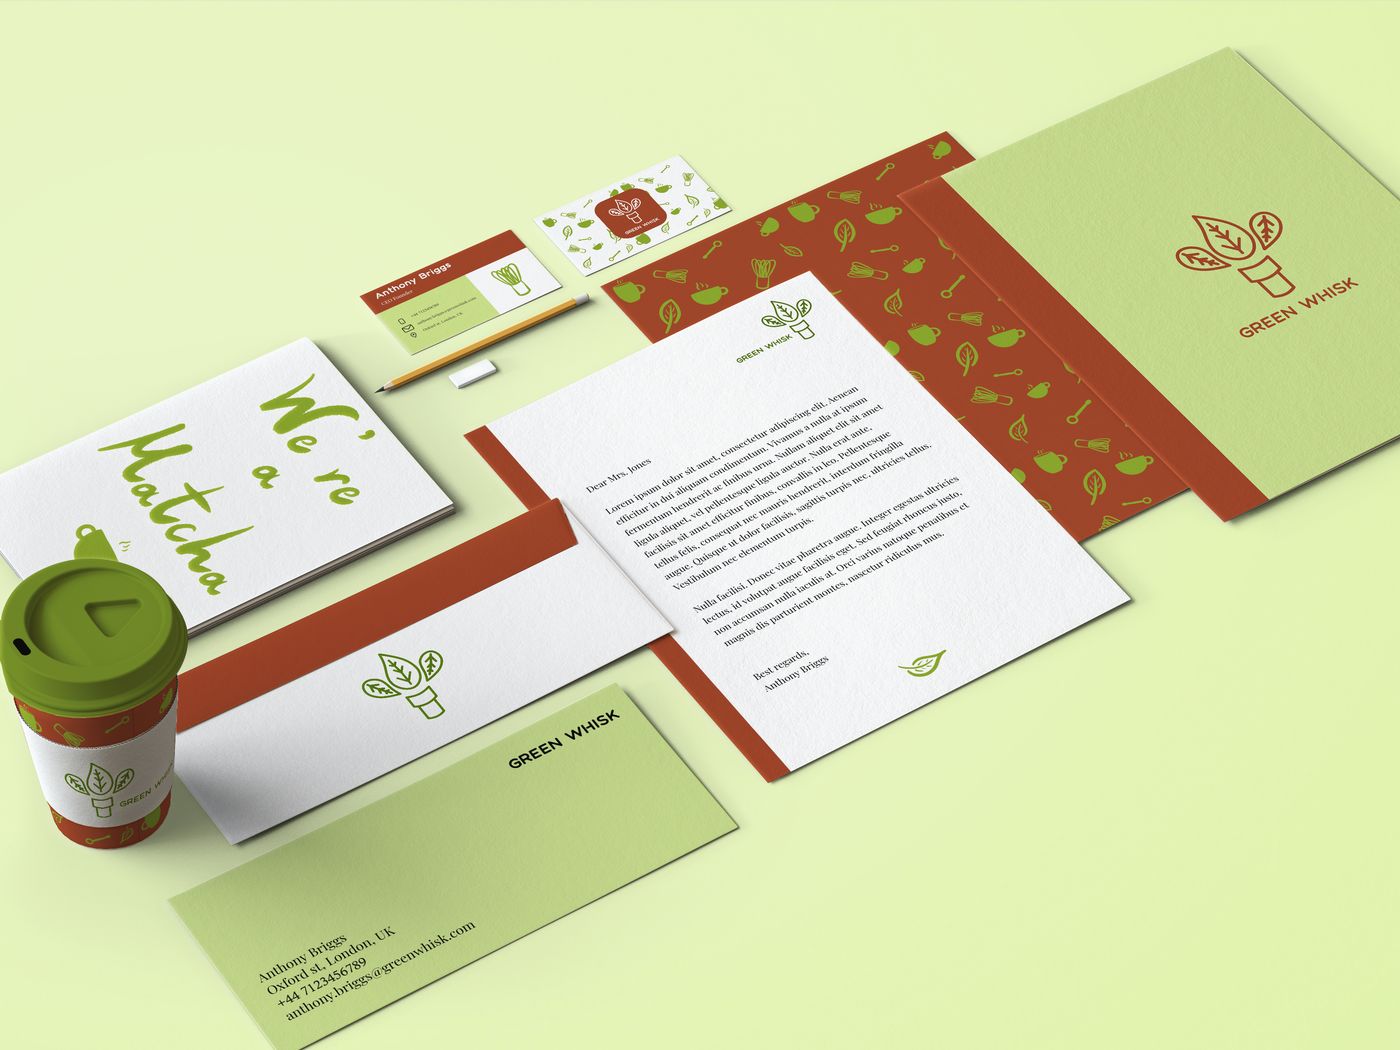 GREEN WHISK
Anthony Briggs
CEO Founder
+44 7123456789
anthony.briggs@greenwhisk.com
Oxford st, London, UK
GREEN WHISK
We're
a
Matcha
GREEN WHISK
Dear Mrs. Jones
Lorem ipsum dolor sit amet, consectetur adipiscing elit. Aenean
efficitur in dui aliquam condimentum. Vivamus a nulla at ipsum
fermentum hendrerit ac finibus urna. Nullam aliquet elit sit amet
ligula aliquet, vel pellentesque ligula auctor. Nulla erat ante,
facilisis sit amet efficitur finibus, convallis in leo. Pellentesque
tellus felis, consequat nec mauris hendrerit, interdum fringilla
augue. Quisque ut dolor facilisis, sagittis turpis nec, ultricies tellus.
Vestibulum nec elementum turpis.
Nulla facilisi. Donec vitae pharetra augue. Integer egestas ultricies
lectus, id volutpat augue facilisis eget. Sed feugiat rhoncus justo,
non accumsan nulla iaculis at. Orci varius natoque penatibus et
magnis dis parturient montes, nascetur ridiculus mus.
Best regards,
Anthony Briggs
GREEN WHISK
GREEN WHISK
Anthony Briggs
Oxford st, London, UK
+44 7123456789
anthony.briggs@greenwhisk.com